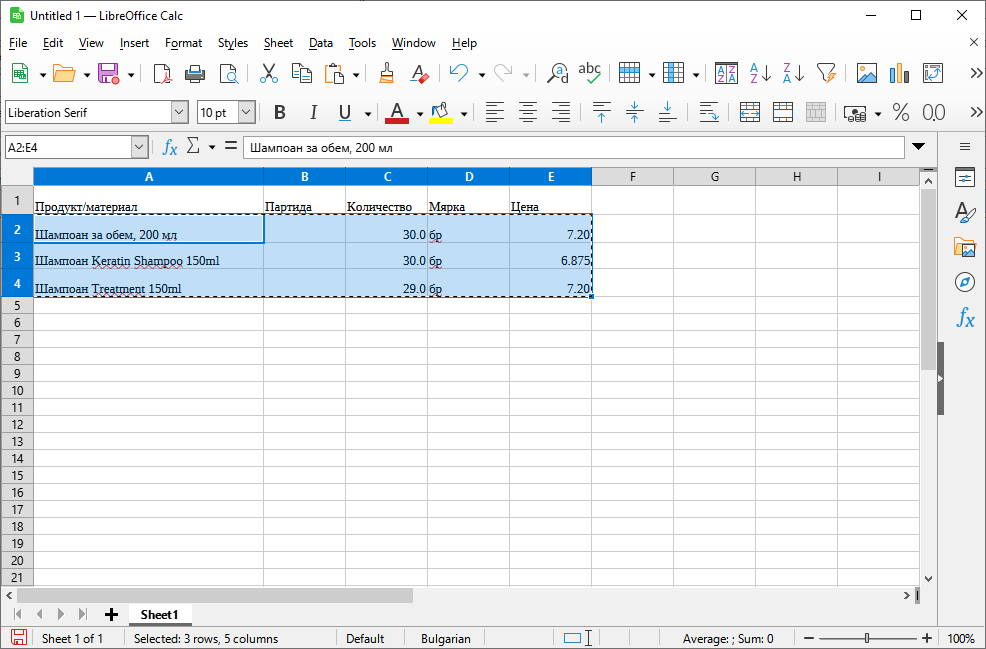 Untitled 1 — LibreOffice Calc
File Edit View Insert Format Styles Sheet Data Tools Window Help
Liberation Serif 10 pt B I U A % 0,0
A2:E4 fx Σ = Шампоан за обем, 200 мл
A B C D E F G H I
1 Продукт/материал Партида Количество Мярка Цена
2 Шампоан за обем, 200 мл 30.0 бр 7.20
3 Шампоан Keratin Shampoo 150ml 30.0 бр 6.875
4 Шампоан Treatment 150ml 29.0 бр 7.20
5
6
7
8
9
10
11
12
13
14
15
16
17
18
19
20
21
Sheet1
Sheet 1 of 1 Selected: 3 rows, 5 columns Default Bulgarian Average: ; Sum: 0 100%